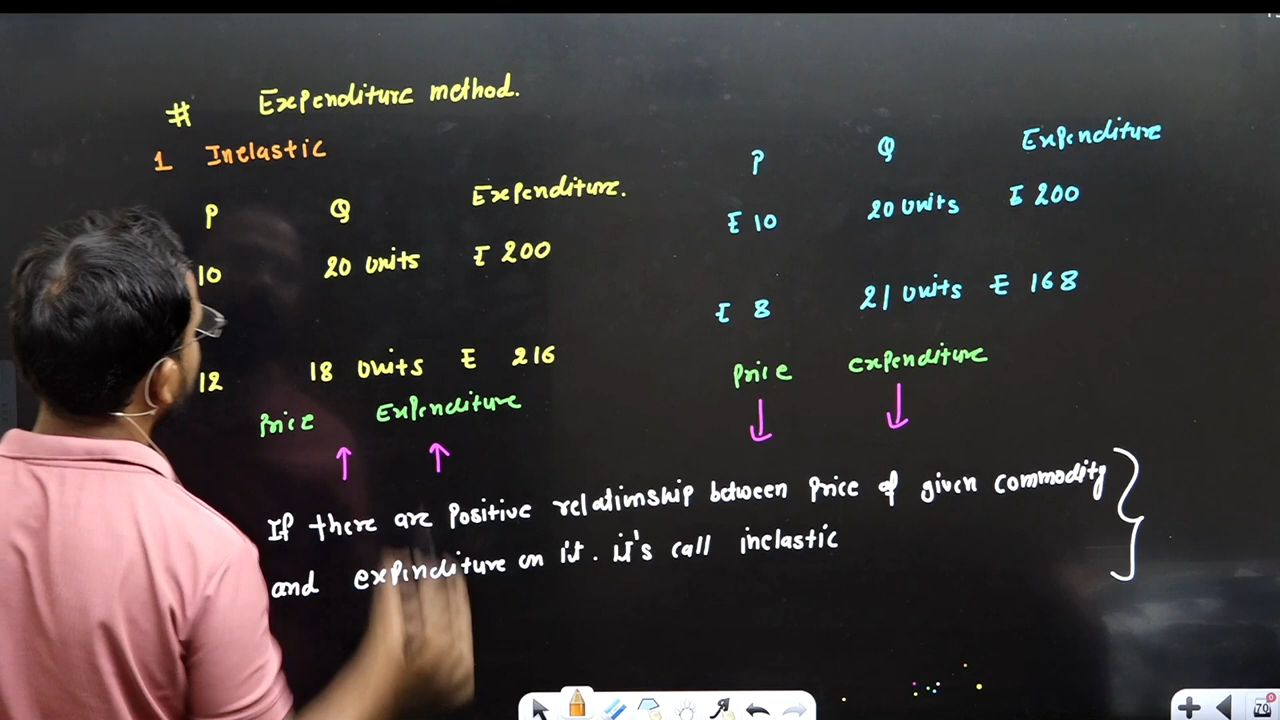 # Expenditure method.
1 Inelastic
P Q Expenditure.
10 20 units ₹ 200
12 18 units ₹ 216
Price Expenditure
↑ ↑
P Q Expenditure
₹ 10 20 units ₹ 200
₹ 8 21 units ₹ 168
Price expenditure
↓ ↓
If there are Positive relationship between Price of given commodity
and expenditure on it. it's call inelastic